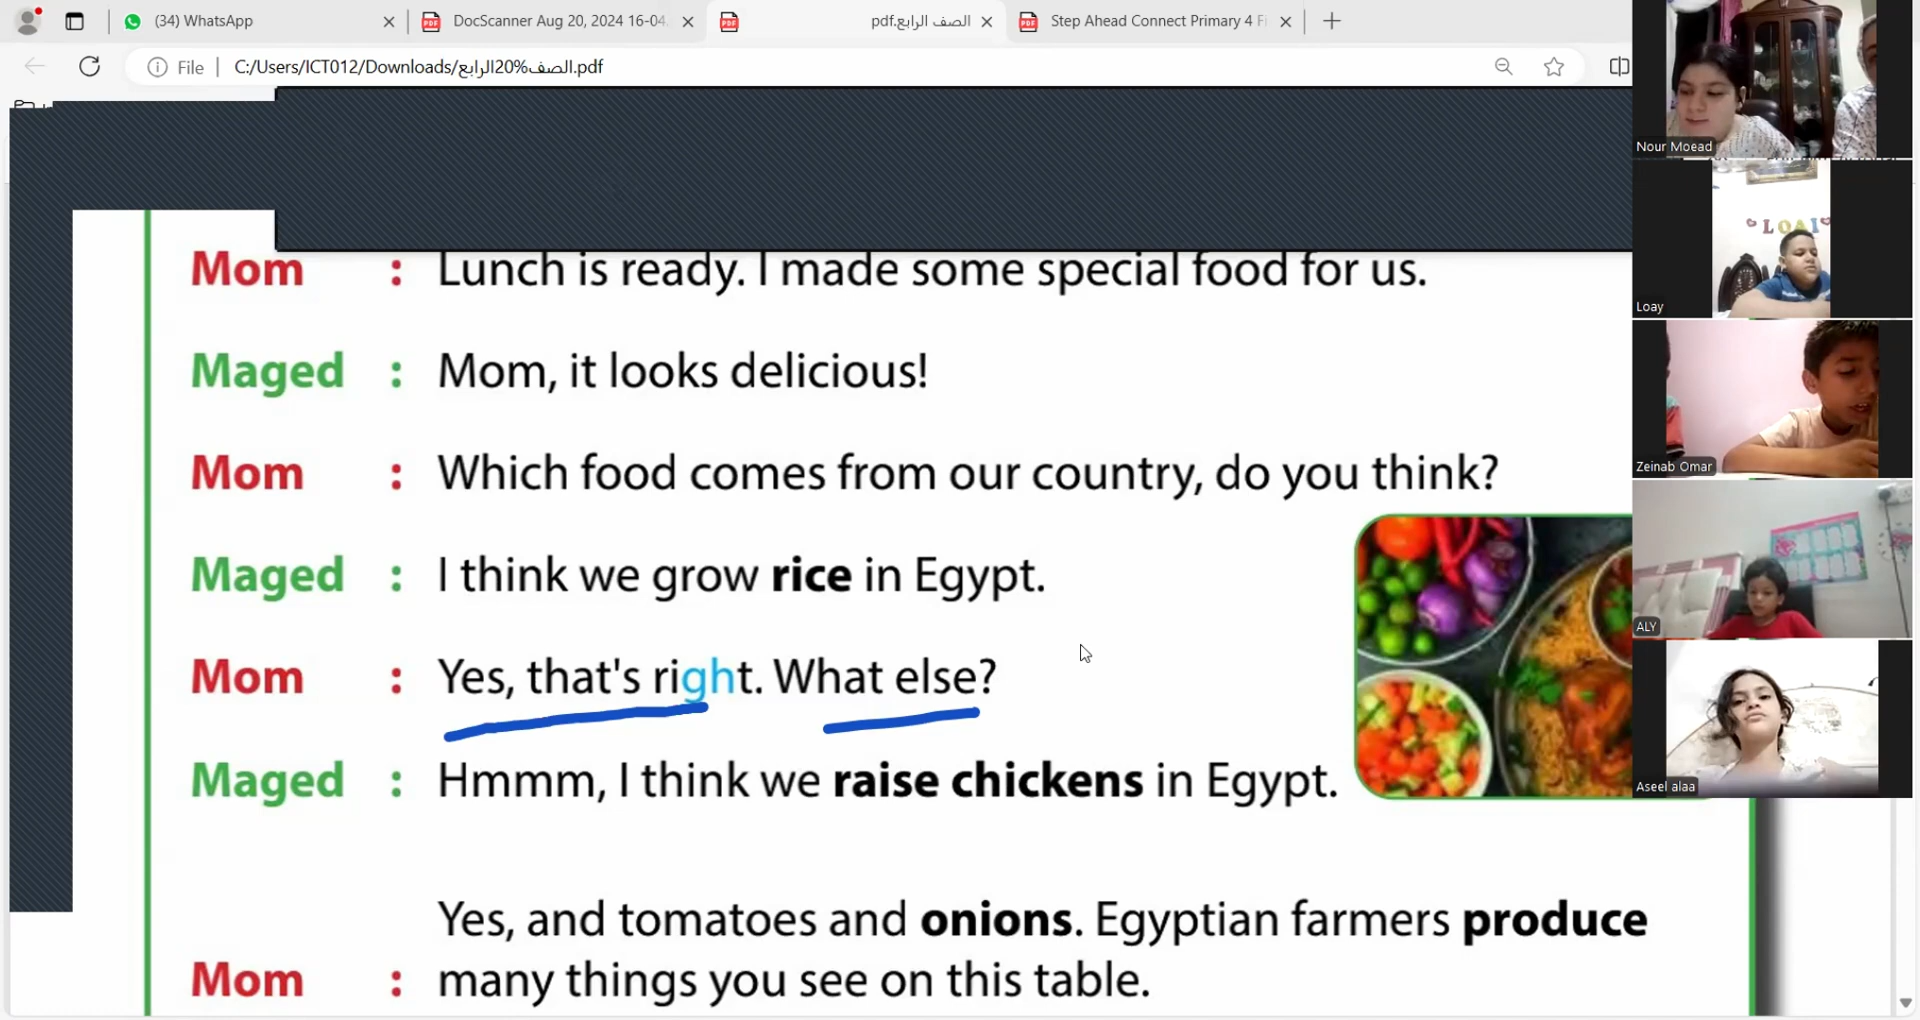 (34) WhatsApp
DocScanner Aug 20, 2024 16-04
الصف الرابع.pdf
Step Ahead Connect Primary 4 Fi
File
C:/Users/ICT012/Downloads/الصف%20الرابع.pdf
Mom : Lunch is ready. I made some special food for us.
Maged : Mom, it looks delicious!
Mom : Which food comes from our country, do you think?
Maged : I think we grow rice in Egypt.
Mom : Yes, that's right. What else?
Maged : Hmmm, I think we raise chickens in Egypt.
Yes, and tomatoes and onions. Egyptian farmers produce
Mom : many things you see on this table.
Nour Moead
LOAI
Loay
Zeinab Omar
ALY
Aseel alaa